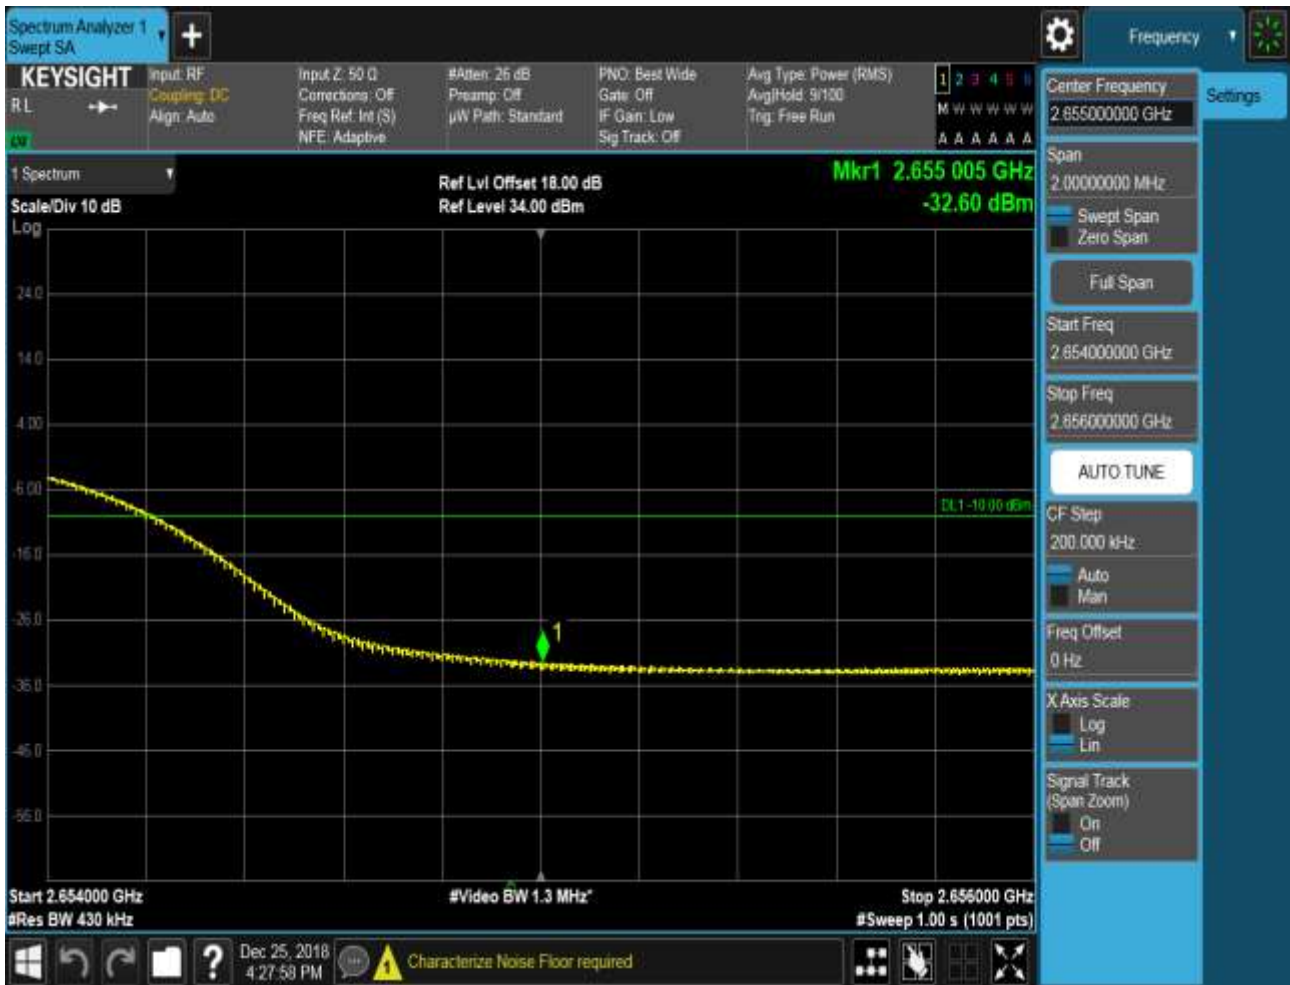 Spectrum Analyzer 1
Swept SA
+
Frequency
KEYSIGHT
RL
Input: RF
Coupling: DC
Align: Auto
Input Z: 50 Ω
Corrections: Off
Freq Ref: Int (S)
NFE: Adaptive
#Atten: 26 dB
Preamp: Off
µW Path: Standard
PNO: Best Wide
Gate: Off
IF Gain: Low
Sig Track: Off
Avg Type: Power (RMS)
Avg|Hold: 9/100
Trig: Free Run
1 2 3 4 5 6
M W W W W W
A A A A A A
1 Spectrum
Scale/Div 10 dB
Log
Ref Lvl Offset 18.00 dB
Ref Level 34.00 dBm
Mkr1 2.655 005 GHz
-32.60 dBm
24.0
14.0
4.00
-6.00
-16.0
-26.0
-36.0
-46.0
-56.0
DL1 -10.00 dBm
1
Start 2.654000 GHz
#Res BW 430 kHz
#Video BW 1.3 MHz*
Stop 2.656000 GHz
#Sweep 1.00 s (1001 pts)
Center Frequency
2.655000000 GHz
Settings
Span
2.00000000 MHz
Swept Span
Zero Span
Full Span
Start Freq
2.654000000 GHz
Stop Freq
2.656000000 GHz
AUTO TUNE
CF Step
200.000 kHz
Auto
Man
Freq Offset
0 Hz
X Axis Scale
Log
Lin
Signal Track
(Span Zoom)
On
Off
?
Dec 25, 2018
4:27:58 PM
1
Characterize Noise Floor required